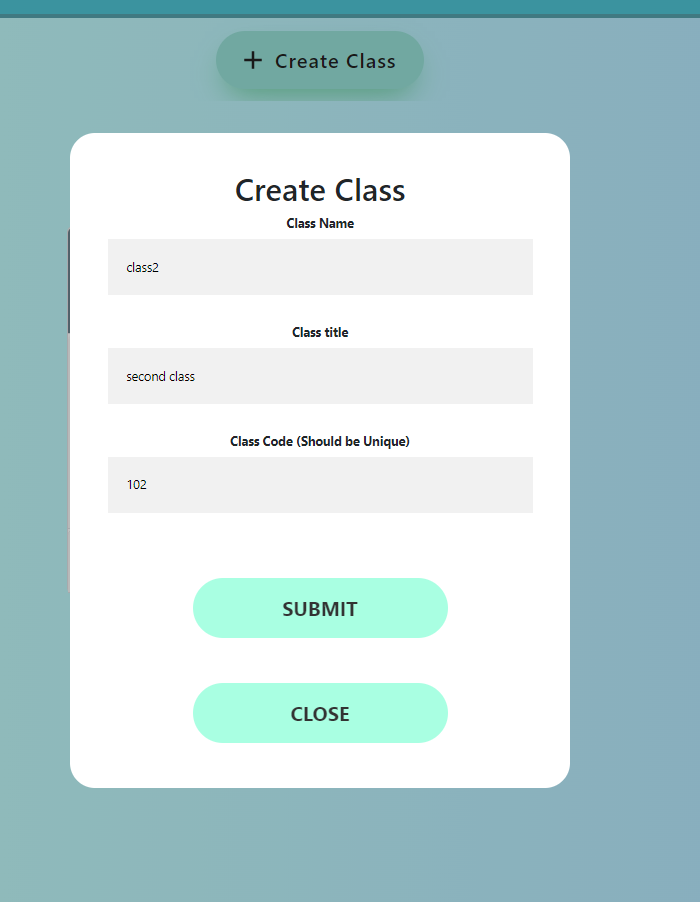 + Create Class
Create Class
Class Name
class2
Class title
second class
Class Code (Should be Unique)
102
SUBMIT
CLOSE